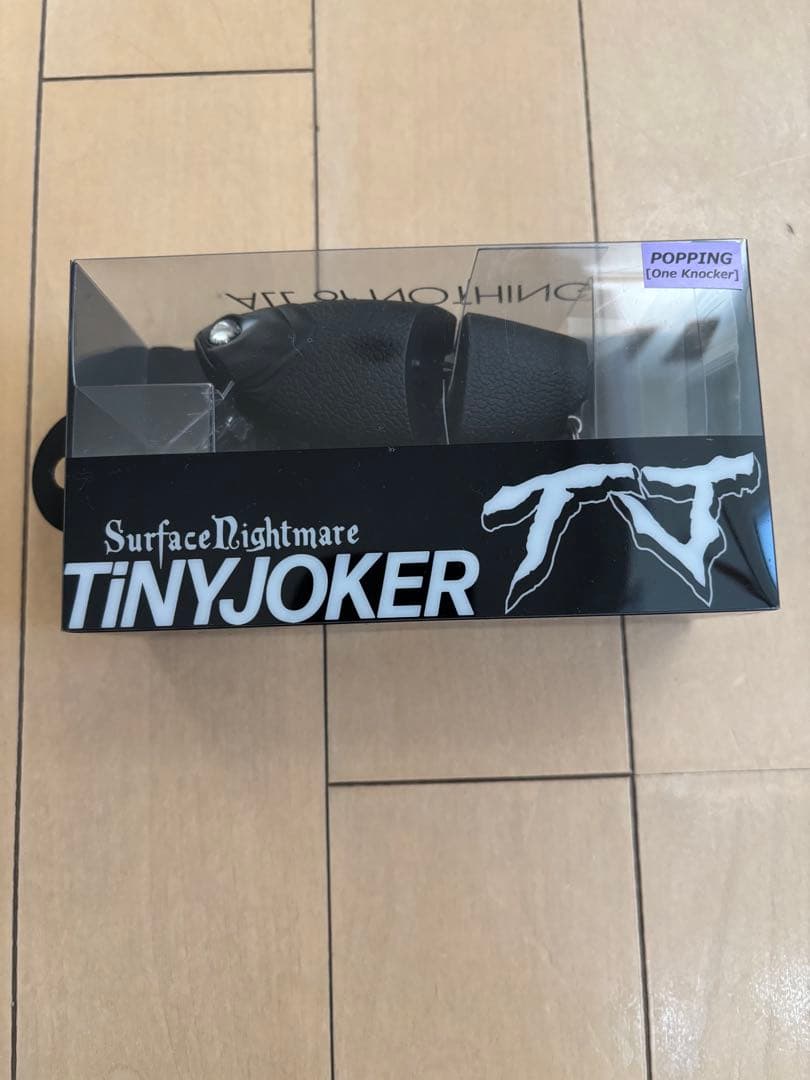 POPPING
[One Knocker]
ALL or NOTHING
SurfaceNightmare
TiNYJOKER
TJ